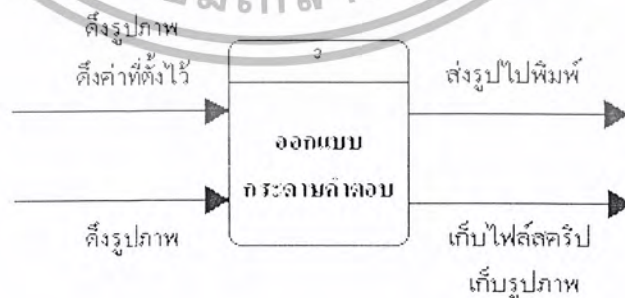 ดึงรูปภาพ
ดึงค่าที่ตั้งไว้
ออกแบบ
กระดาษคำตอบ
ส่งรูปไปพิมพ์
ดึงรูปภาพ
เก็บไฟล์สคริป
เก็บรูปภาพ